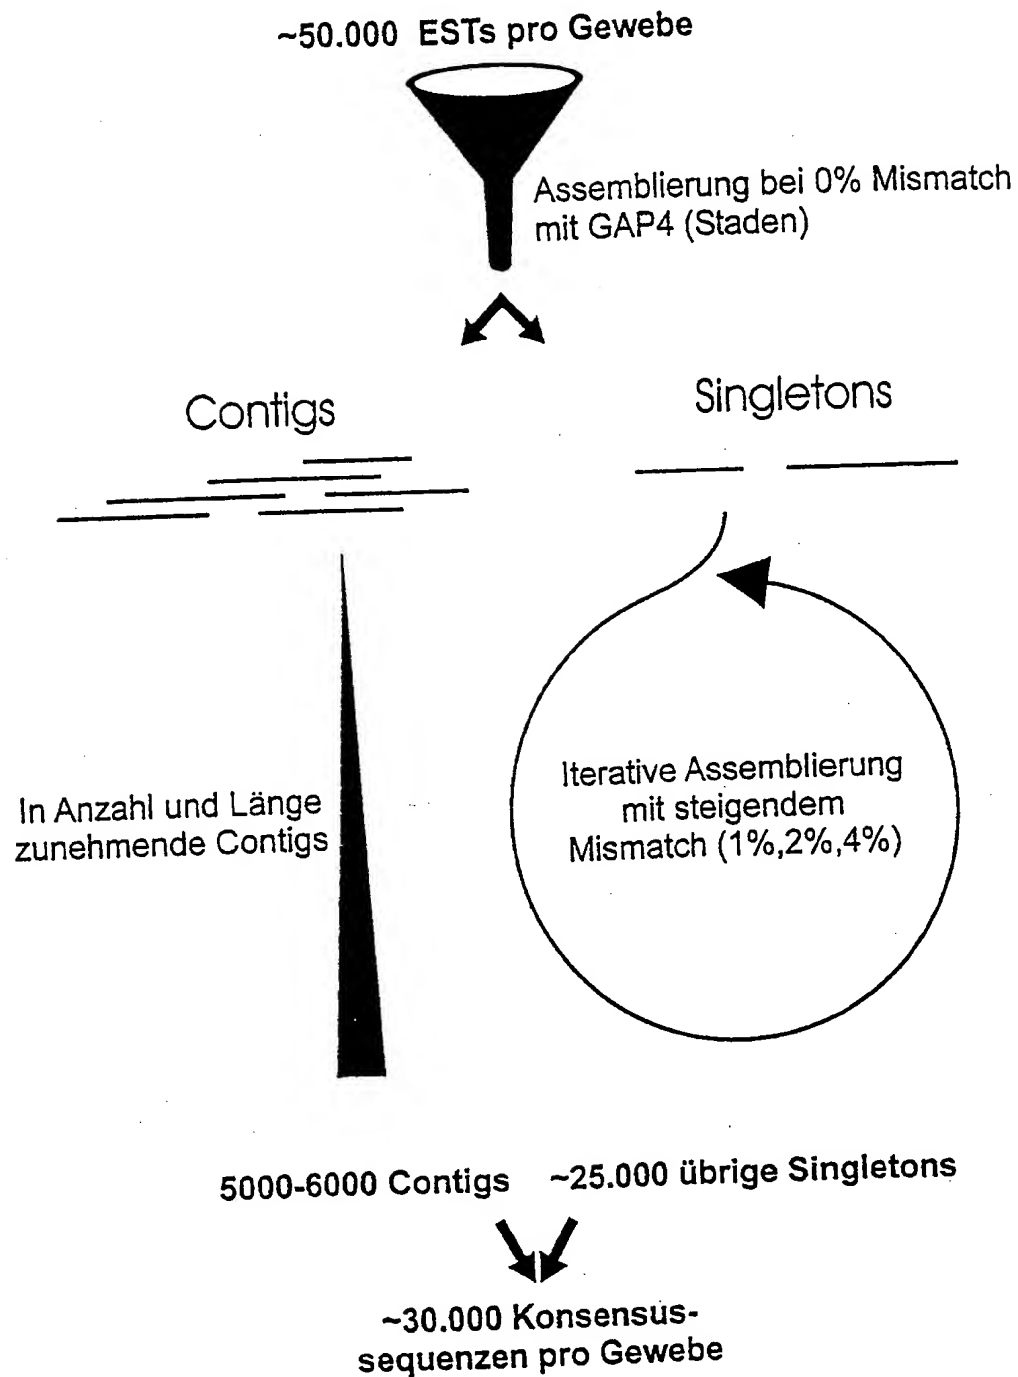 ~50.000 ESTs pro Gewebe
Assemblierung bei 0% Mismatch
mit GAP4 (Staden)
Contigs
Singletons
Iterative Assemblierung
mit steigendem
Mismatch (1%,2%,4%)
In Anzahl und Länge
zunehmende Contigs
5000-6000 Contigs
~25.000 übrige Singletons
~30.000 Konsensus-
sequenzen pro Gewebe